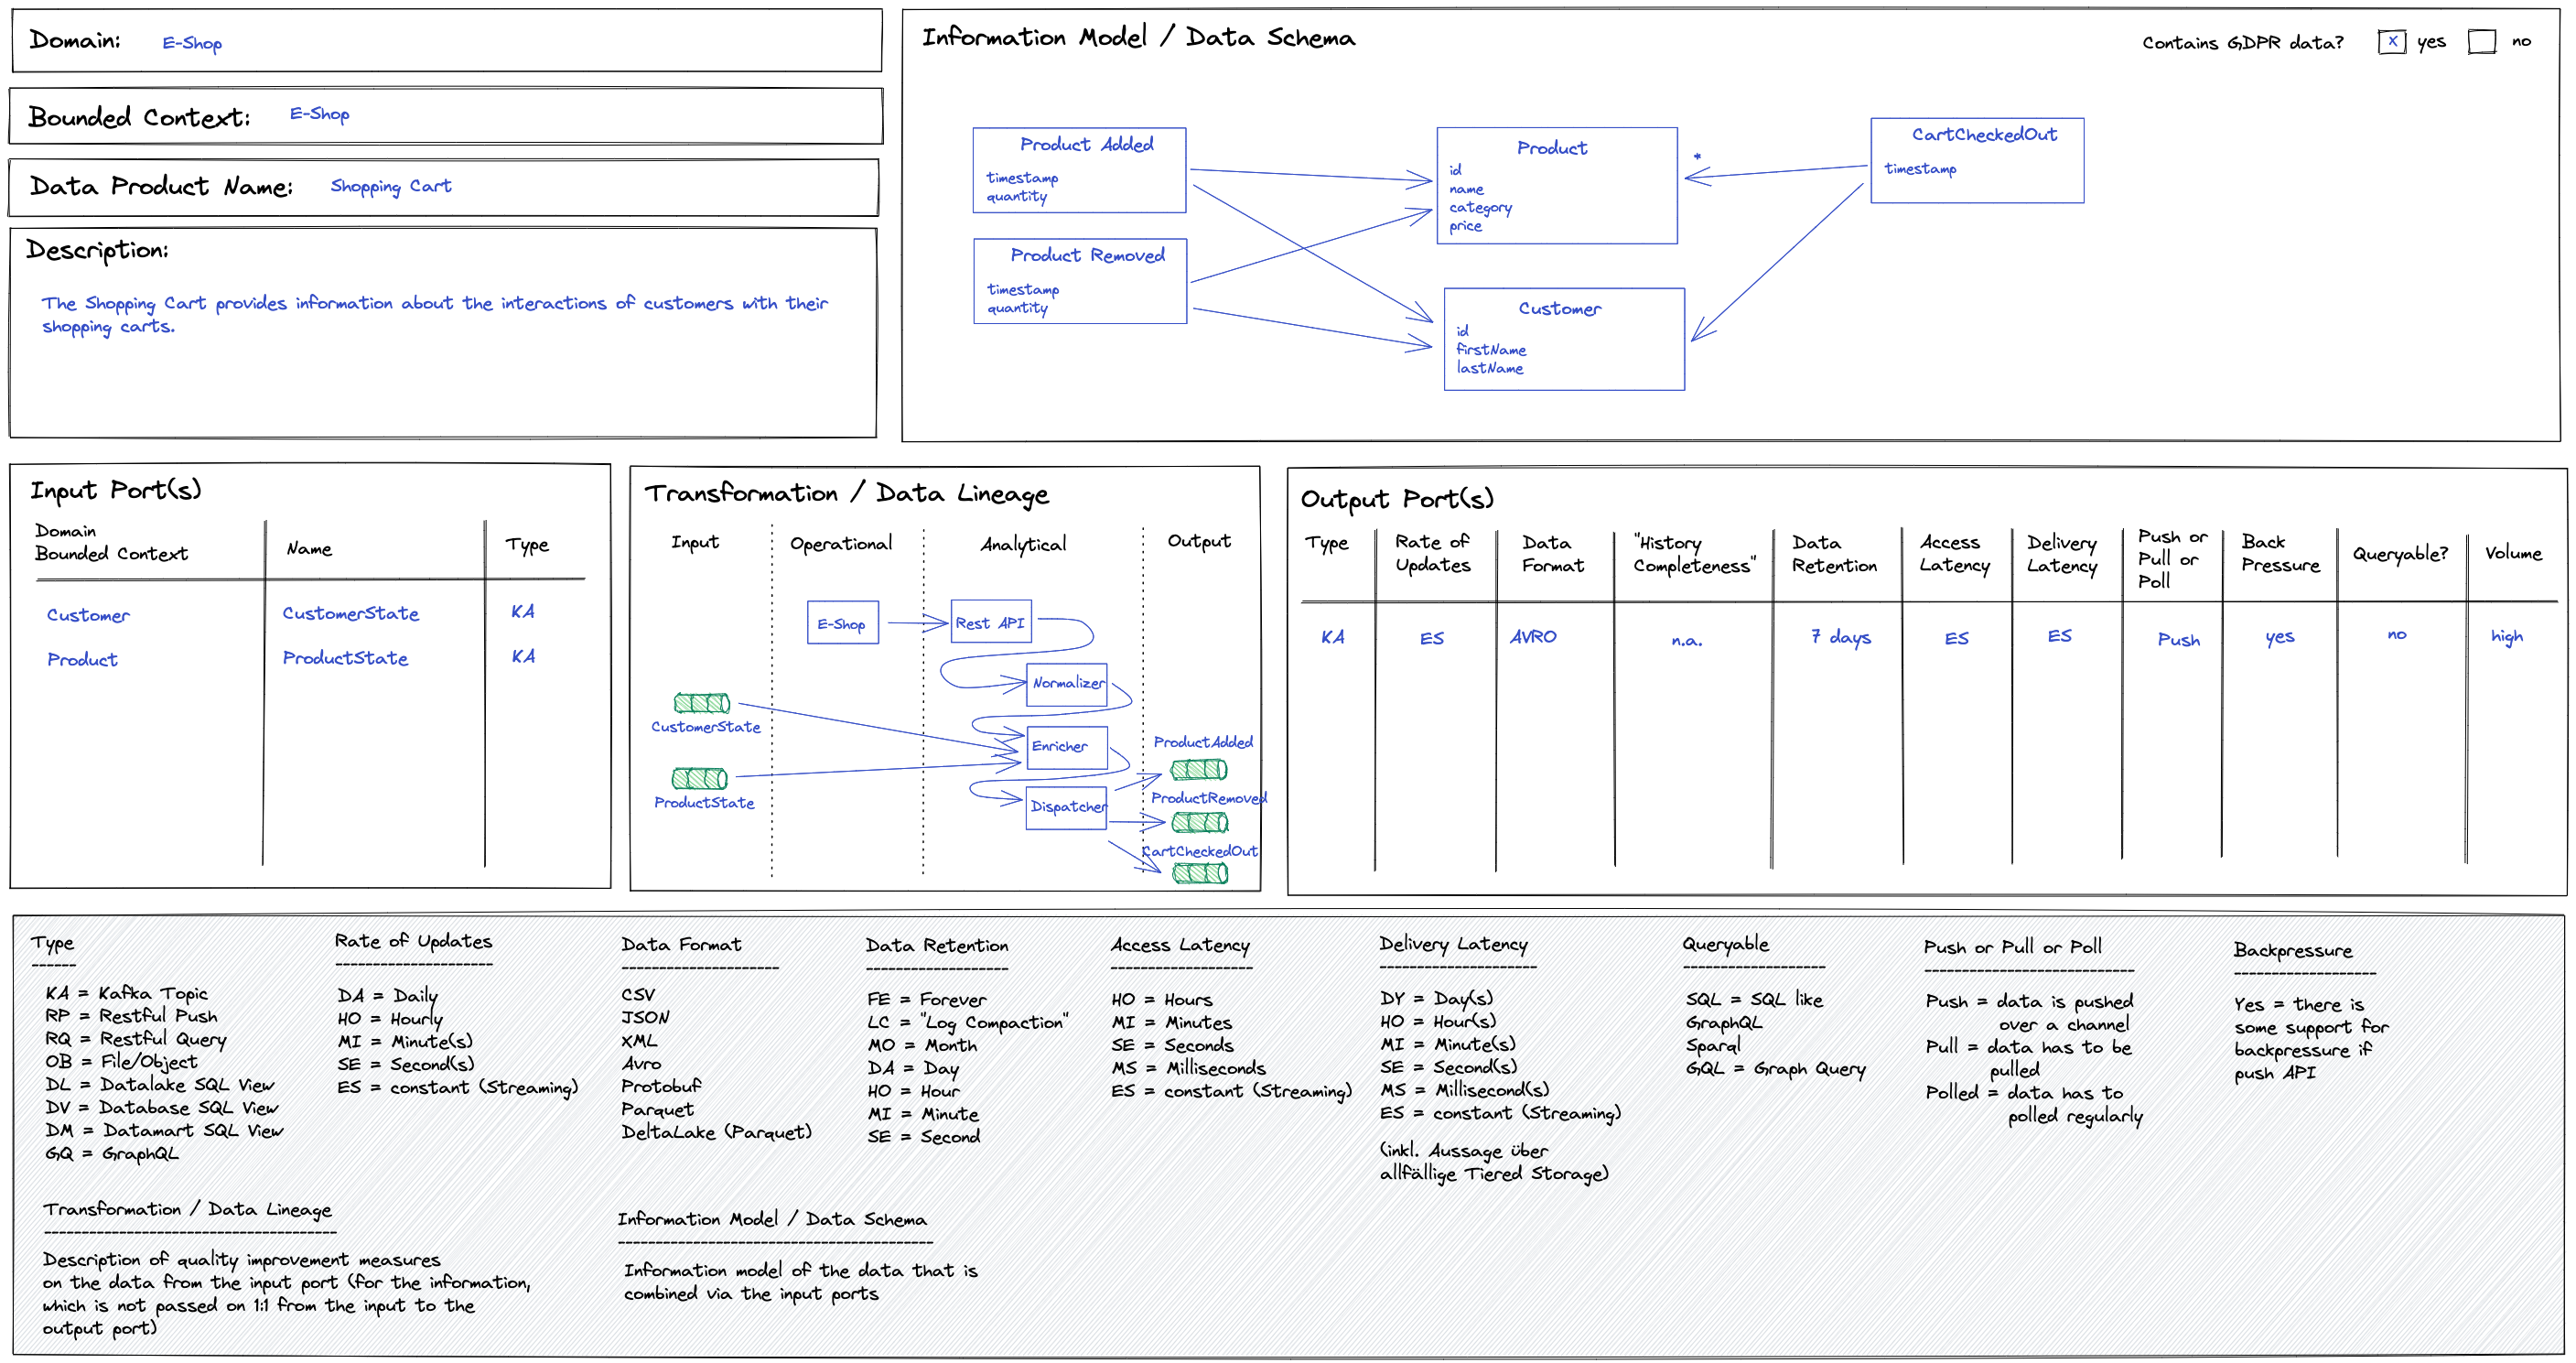 Domain: E-Shop
Bounded Context: E-Shop
Data Product Name: Shopping Cart
Description:
The Shopping Cart provides information about the interactions of customers with their
shopping carts.
Information Model / Data Schema
Contains GDPR data? x yes no
Product Added
timestamp
quantity
Product Removed
timestamp
quantity
Product
id
name
category
price
*
Customer
id
firstName
lastName
CartCheckedOut
timestamp
Input Port(s)
Domain
Bounded Context
Name
Type
Customer CustomerState KA
Product ProductState KA
Transformation / Data Lineage
Input Operational Analytical Output
E-Shop
Rest API
Normalizer
CustomerState
Enricher
ProductAdded
ProductState
Dispatcher
ProductRemoved
CartCheckedOut
Output Port(s)
Type
Rate of
Updates
Data
Format
"History
Completeness"
Data
Retention
Access
Latency
Delivery
Latency
Push or
Pull or
Poll
Back
Pressure
Queryable?
Volume
KA ES AVRO n.a. 7 days ES ES Push yes no high
Type
------
KA = Kafka Topic
RP = Restful Push
RQ = Restful Query
OB = File/Object
DL = Datalake SQL View
DV = Database SQL View
DM = Datamart SQL View
GQ = GraphQL
Rate of Updates
---------------------
DA = Daily
HO = Hourly
MI = Minute(s)
SE = Second(s)
ES = constant (Streaming)
Data Format
---------------------
CSV
JSON
XML
Avro
Protobuf
Parquet
DeltaLake (Parquet)
Data Retention
-------------------
FE = Forever
LC = "Log Compaction"
MO = Month
DA = Day
HO = Hour
MI = Minute
SE = Second
Access Latency
-------------------
HO = Hours
MI = Minutes
SE = Seconds
MS = Milliseconds
ES = constant (Streaming)
Delivery Latency
---------------------
DY = Day(s)
HO = Hour(s)
MI = Minute(s)
SE = Second(s)
MS = Millisecond(s)
ES = constant (Streaming)
(inkl. Aussage über
allfällige Tiered Storage)
Queryable
-------------------
SQL = SQL like
GraphQL
Sparql
GQL = Graph Query
Push or Pull or Poll
----------------------------
Push = data is pushed
over a channel
Pull = data has to be
pulled
Polled = data has to
polled regularly
Backpressure
-------------------
Yes = there is
some support for
backpressure if
push API
Transformation / Data Lineage
---------------------------------------
Description of quality improvement measures
on the data from the input port (for the information,
which is not passed on 1:1 from the input to the
output port)
Information Model / Data Schema
------------------------------------------
Information model of the data that is
combined via the input ports